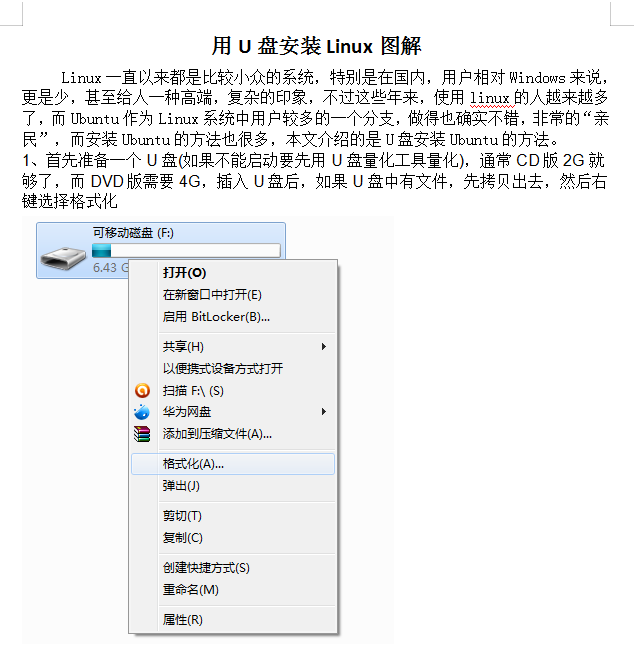 用 U 盘安装 Linux 图解
Linux 一直以来都是比较小众的系统，特别是在国内，用户相对 Windows 来说，
更是少，甚至给人一种高端，复杂的印象，不过这些年来，使用 linux 的人越来越多
了，而 Ubuntu 作为 Linux 系统中用户较多的一个分支，做得也确实不错，非常的“亲
民”，而安装 Ubuntu 的方法也很多，本文介绍的是 U 盘安装 Ubuntu 的方法。
1、首先准备一个 U 盘(如果不能启动要先用 U 盘量化工具量化)，通常 CD 版 2G 就
够了，而 DVD 版需要 4G，插入 U 盘后，如果 U 盘中有文件，先拷贝出去，然后右
键选择格式化
可移动磁盘 (F:)
6.43 G
打开(O)
在新窗口中打开(E)
启用 BitLocker(B)...
共享(H)
以便携式设备方式打开
扫描 F:\ (S)
华为网盘
添加到压缩文件(A)...
格式化(A)...
弹出(J)
剪切(T)
复制(C)
创建快捷方式(S)
重命名(M)
属性(R)